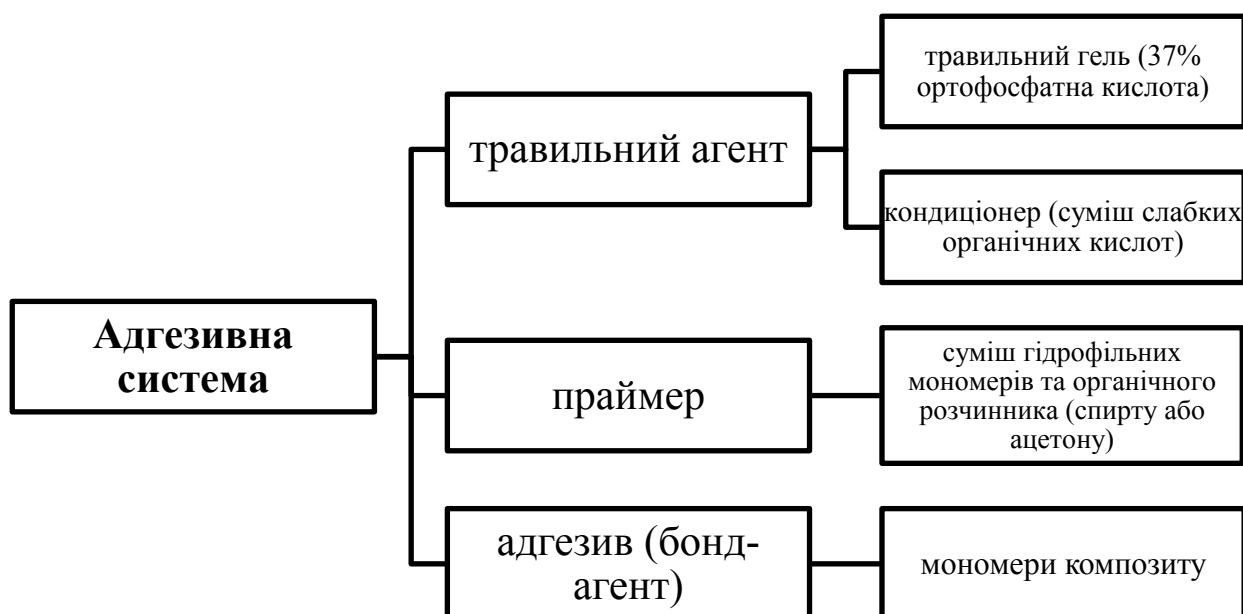 Адгезивна
система
травильний агент
травильний гель (37%
ортофосфатна кислота)
кондиціонер (суміш слабких
органічних кислот)
праймер
суміш гідрофільних
мономерів та органічного
розчинника (спирту або
ацетону)
адгезив (бонд-
агент)
мономери композиту